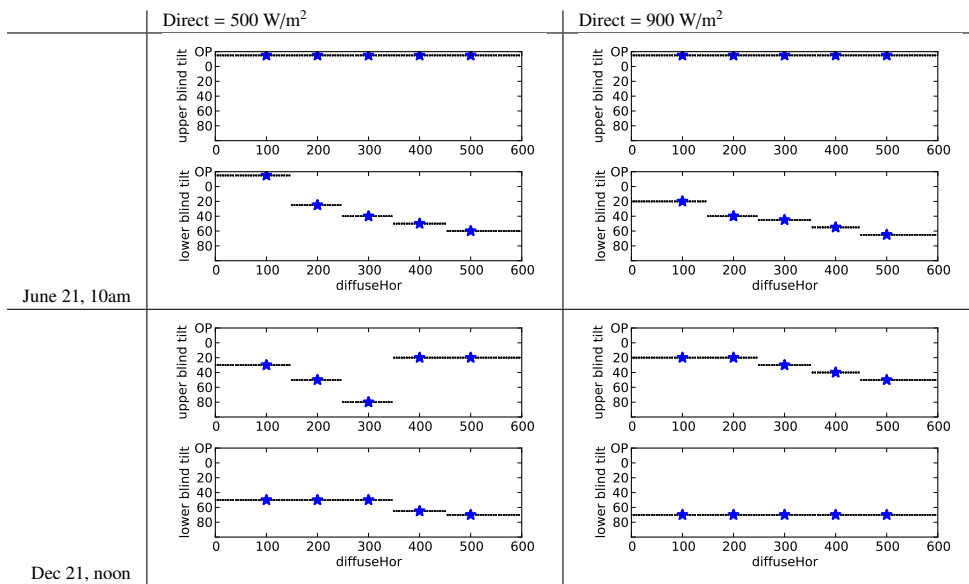 Direct = 500 W/m²
Direct = 900 W/m²
June 21, 10am
upper blind tilt
OP
0
20
40
60
80
0 100 200 300 400 500 600
lower blind tilt
OP
0
20
40
60
80
0 100 200 300 400 500 600
diffuseHor
upper blind tilt
OP
0
20
40
60
80
0 100 200 300 400 500 600
lower blind tilt
OP
0
20
40
60
80
0 100 200 300 400 500 600
diffuseHor
Dec 21, noon
upper blind tilt
OP
0
20
40
60
80
0 100 200 300 400 500 600
lower blind tilt
OP
0
20
40
60
80
0 100 200 300 400 500 600
diffuseHor
upper blind tilt
OP
0
20
40
60
80
0 100 200 300 400 500 600
lower blind tilt
OP
0
20
40
60
80
0 100 200 300 400 500 600
diffuseHor